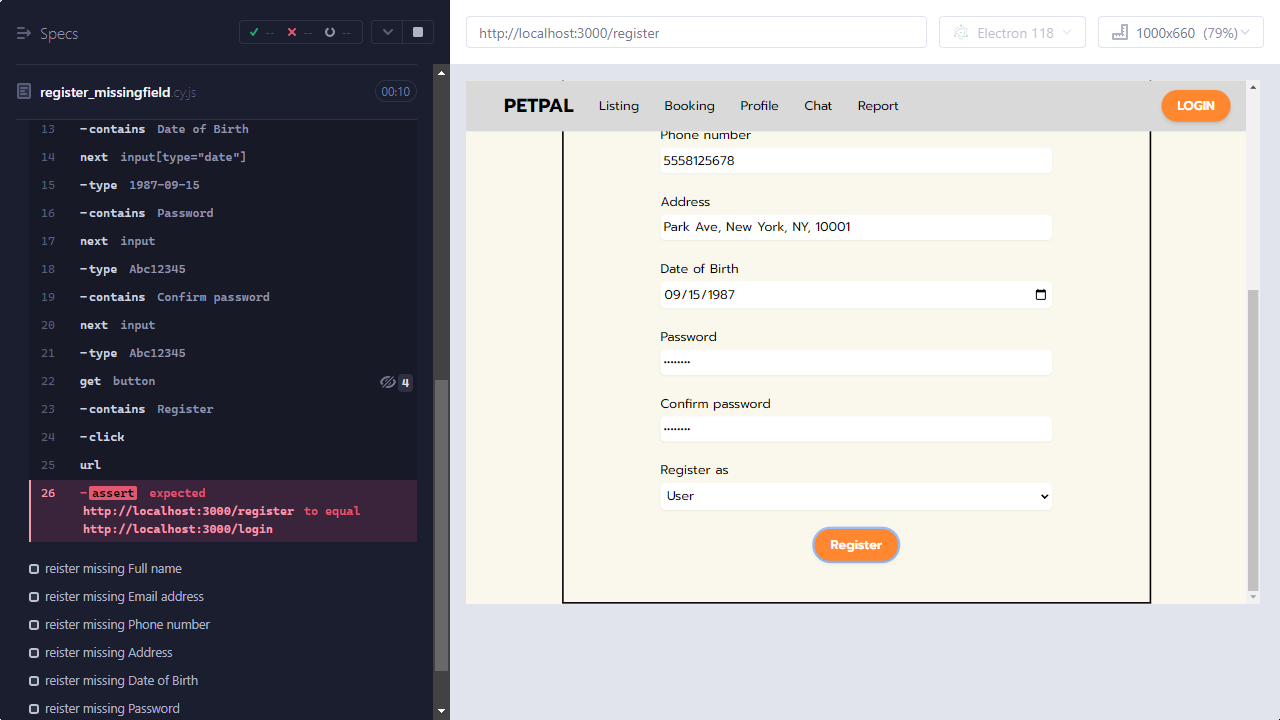 Specs
-- -- --
register_missingfield.cy.js 00:10
13 -contains Date of Birth
14 next input[type="date"]
15 -type 1987-09-15
16 -contains Password
17 next input
18 -type Abc12345
19 -contains Confirm password
20 next input
21 -type Abc12345
22 get button 4
23 -contains Register
24 -click
25 url
26 -assert expected
http://localhost:3000/register to equal
http://localhost:3000/login
reister missing Full name
reister missing Email address
reister missing Phone number
reister missing Address
reister missing Date of Birth
reister missing Password
http://localhost:3000/register Electron 118 1000x660 (79%)
PETPAL Listing Booking Profile Chat Report LOGIN
Phone number
5558125678
Address
Park Ave, New York, NY, 10001
Date of Birth
09/15/1987
Password
••••••••
Confirm password
••••••••
Register as
User
Register